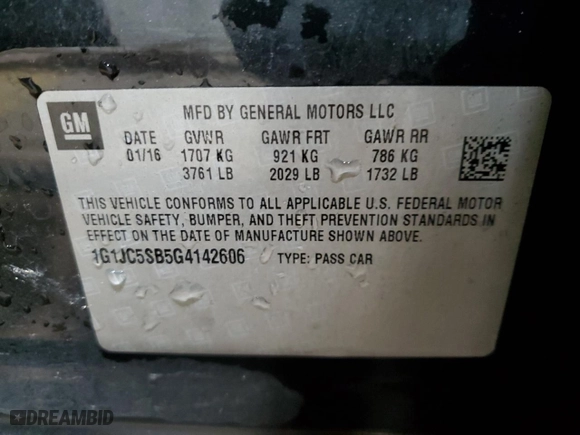 GM
MFD BY GENERAL MOTORS LLC
DATE GVWR GAWR FRT GAWR RR
01/16 1707 KG 921 KG 786 KG
3761 LB 2029 LB 1732 LB
THIS VEHICLE CONFORMS TO ALL APPLICABLE U.S. FEDERAL MOTOR
VEHICLE SAFETY, BUMPER, AND THEFT PREVENTION STANDARDS IN
EFFECT ON THE DATE OF MANUFACTURE SHOWN ABOVE.
1G1JC5SB5G4142606 TYPE: PASS CAR
DREAMBID